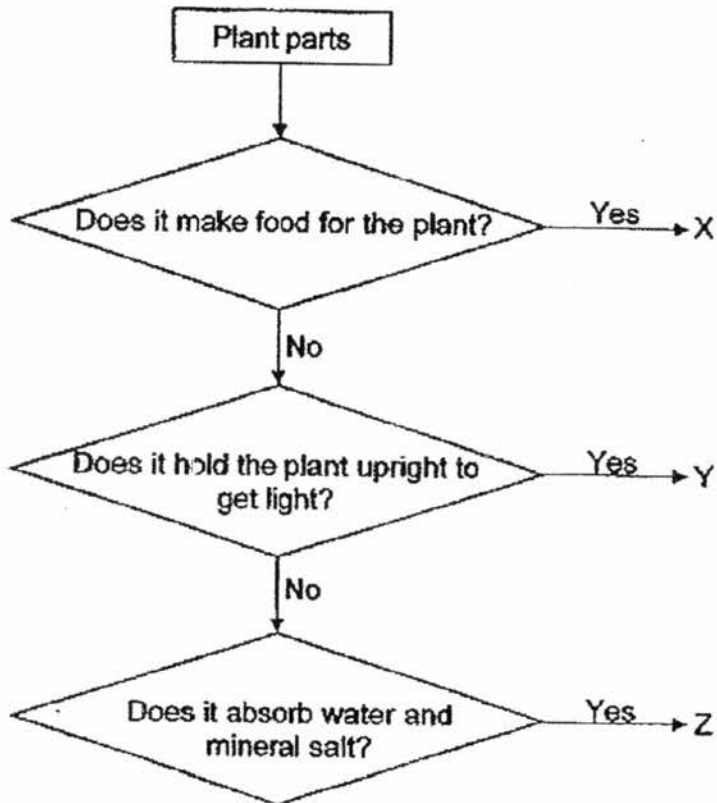 Plant parts
Does it make food for the plant?
Yes
X
No
Does it hold the plant upright to
get light?
Yes
Y
No
Does it absorb water and
mineral salt?
Yes
Z